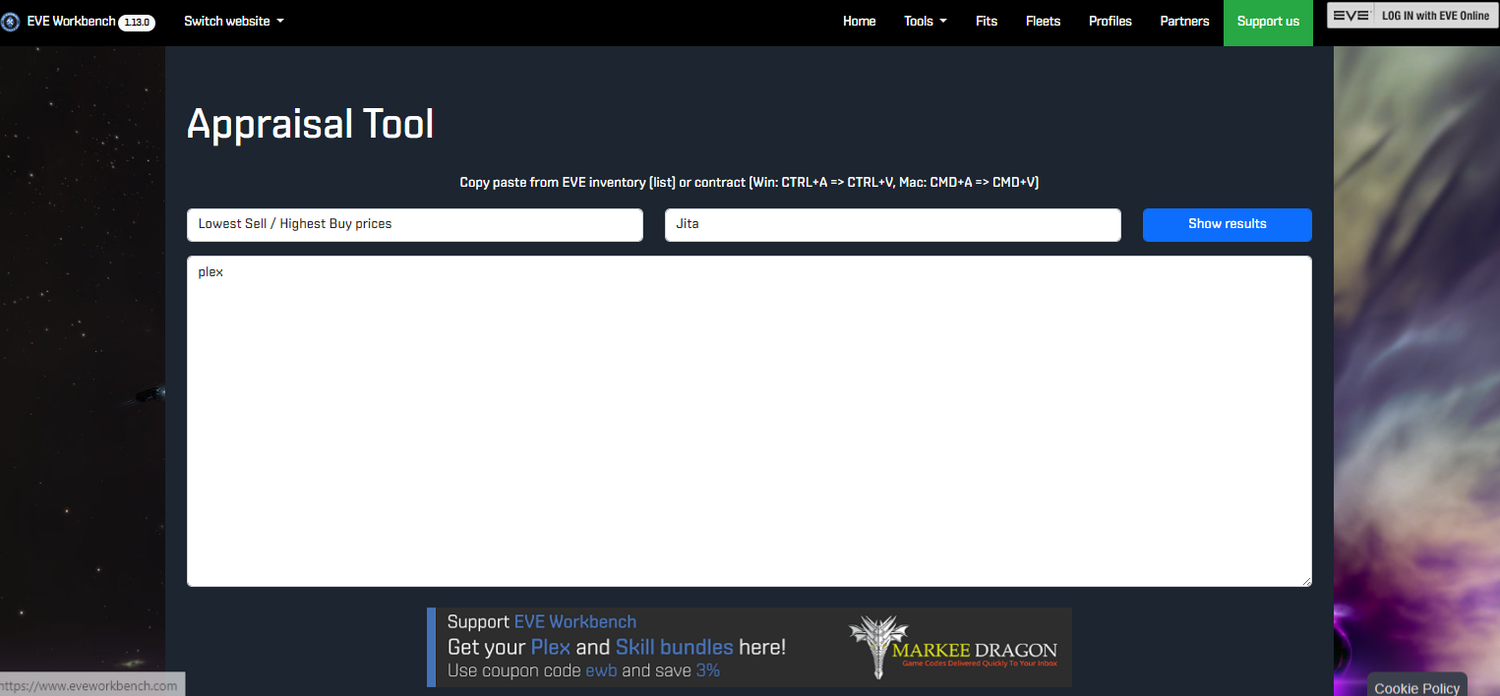 EVE Workbench 1.13.0 Switch website Home Tools Fits Fleets Profiles Partners Support us EVE LOG IN with EVE Online
Appraisal Tool
Copy paste from EVE inventory (list) or contract (Win: CTRL+A => CTRL+V, Mac: CMD+A => CMD+V)
Lowest Sell / Highest Buy prices Jita Show results
plex
Support EVE Workbench
Get your Plex and Skill bundles here!
Use coupon code ewb and save 3%
MARKEE DRAGON
Game Codes Delivered Quickly To Your Inbox
https://www.eveworkbench.com
Cookie Policy